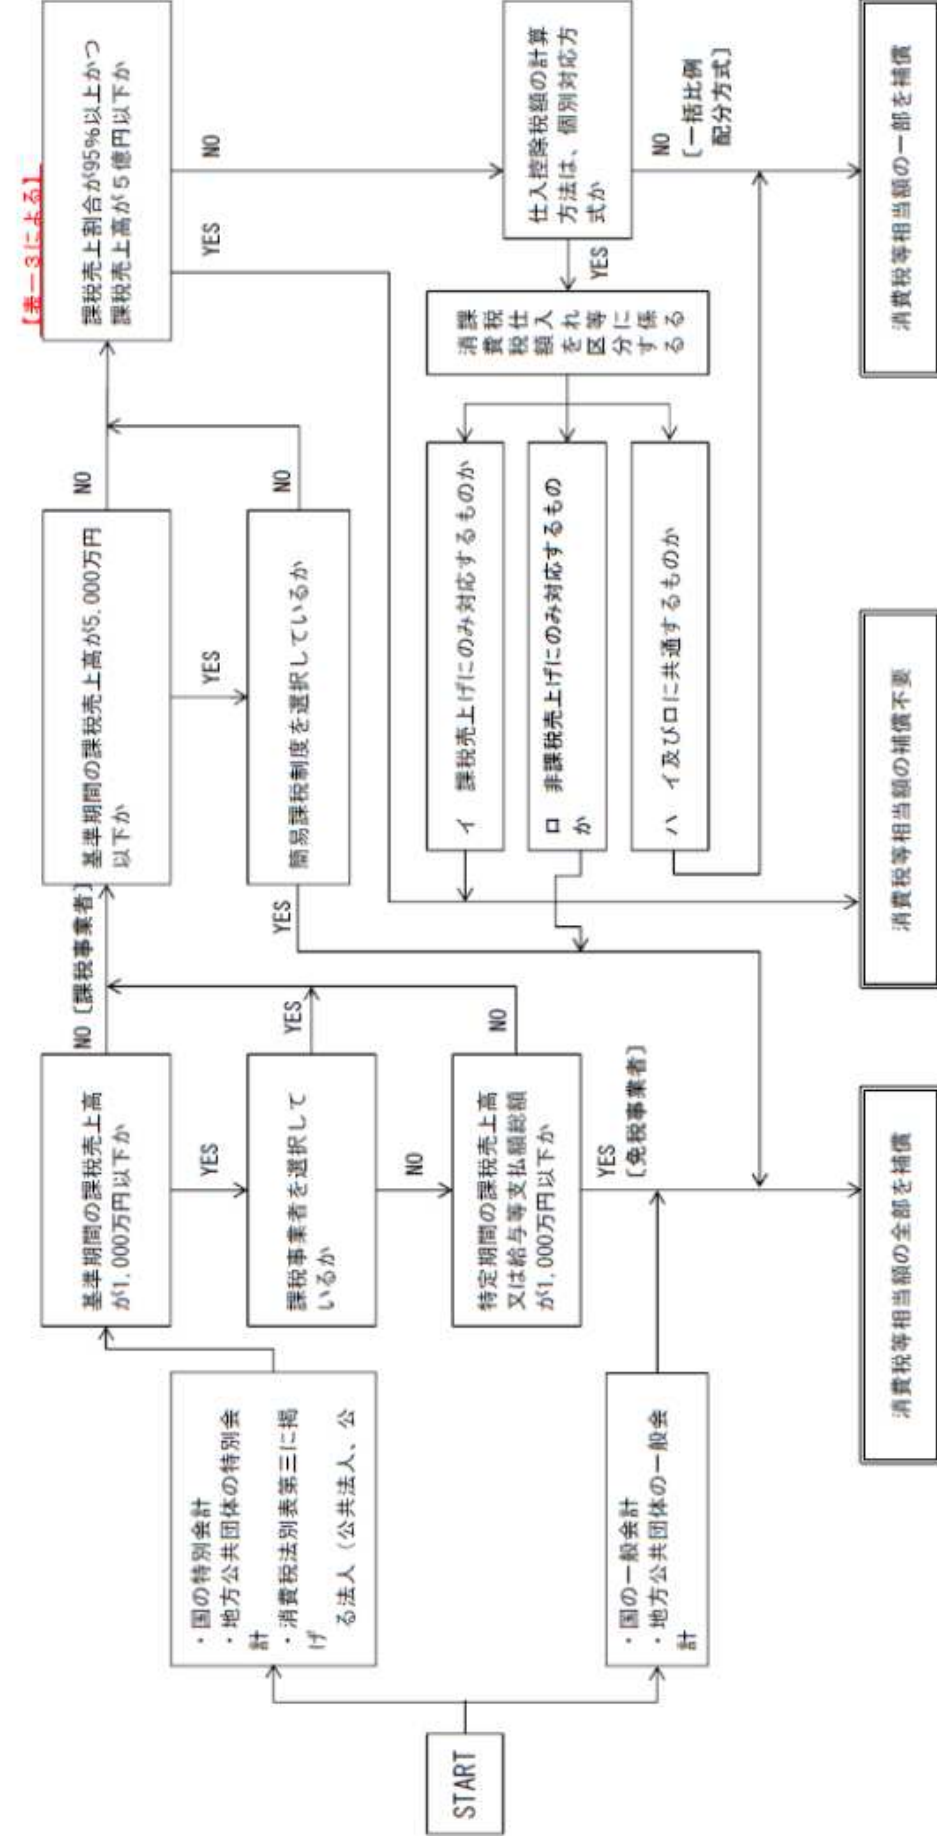 START
・国の特別会計
・地方公共団体の特別会
計
・消費税法別表第三に掲
げ
る法人（公共法人、公
・国の一般会計
・地方公共団体の一般会
計
基準期間の課税売上高
が1,000万円以下か
NO〔課税事業者〕
YES
課税事業者を選択して
いるか
YES
NO
特定期間の課税売上高
又は給与等支払額総額
が1,000万円以下か
NO
YES
〔免税事業者〕
基準期間の課税売上高が5,000万円
以下か
NO
YES
簡易課税制度を選択しているか
NO
YES
【表－３による】
課税売上割合が95%以上かつ
課税売上高が５億円以下か
YES
NO
仕入控除税額の計算
方法は、個別対応方
式か
YES
NO
〔一括比例
配分方式〕
課税仕入れ等に係る
消費税額を区分する
イ　課税売上げにのみ対応するものか
ロ　非課税売上げにのみ対応するもの
か
ハ　イ及びロに共通するものか
消費税等相当額の全部を補償
消費税等相当額の補償不要
消費税等相当額の一部を補償